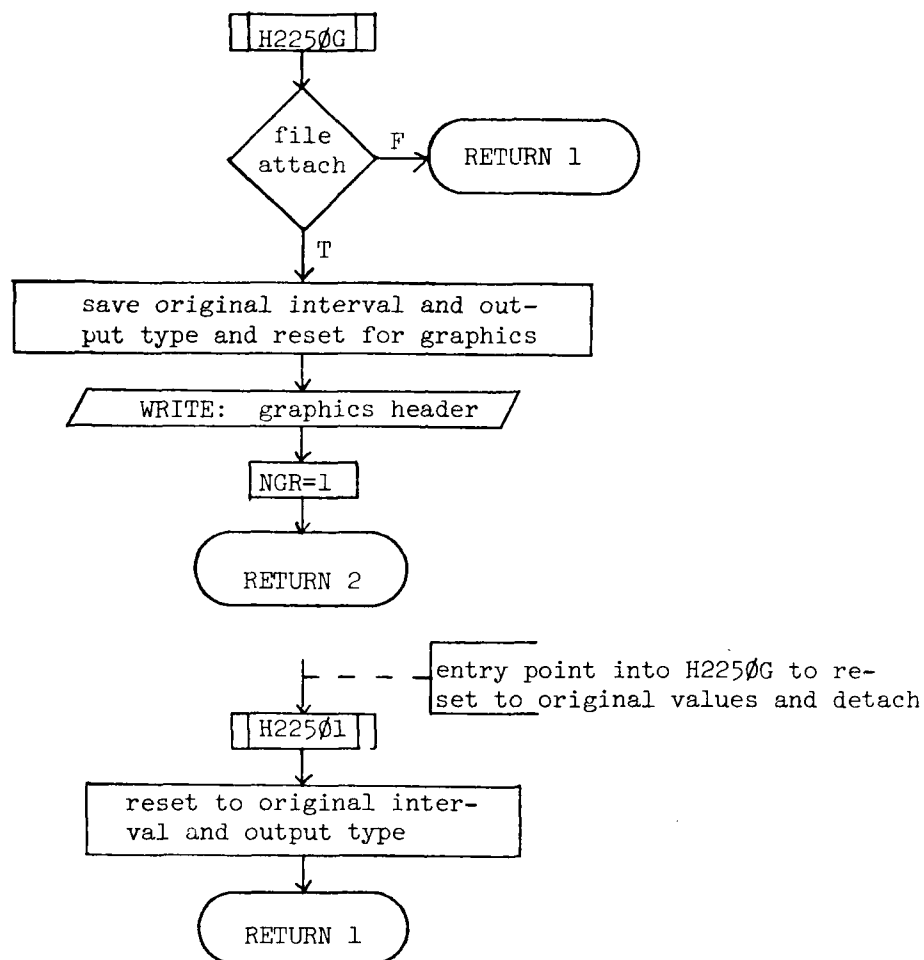 H225ØG
file
attach
F
RETURN 1
T
save original interval and out-
put type and reset for graphics
WRITE: graphics header
NGR=1
RETURN 2
entry point into H225ØG to re-
set to original values and detach
H225Ø1
reset to original inter-
val and output type
RETURN 1